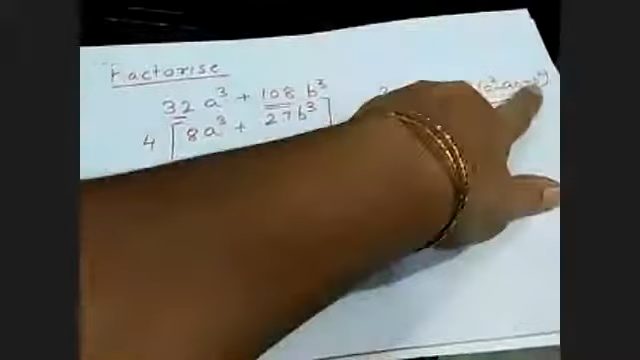 Factorise
32 a³ + 108 b³
4 [ 8a³ + 27b³ ]